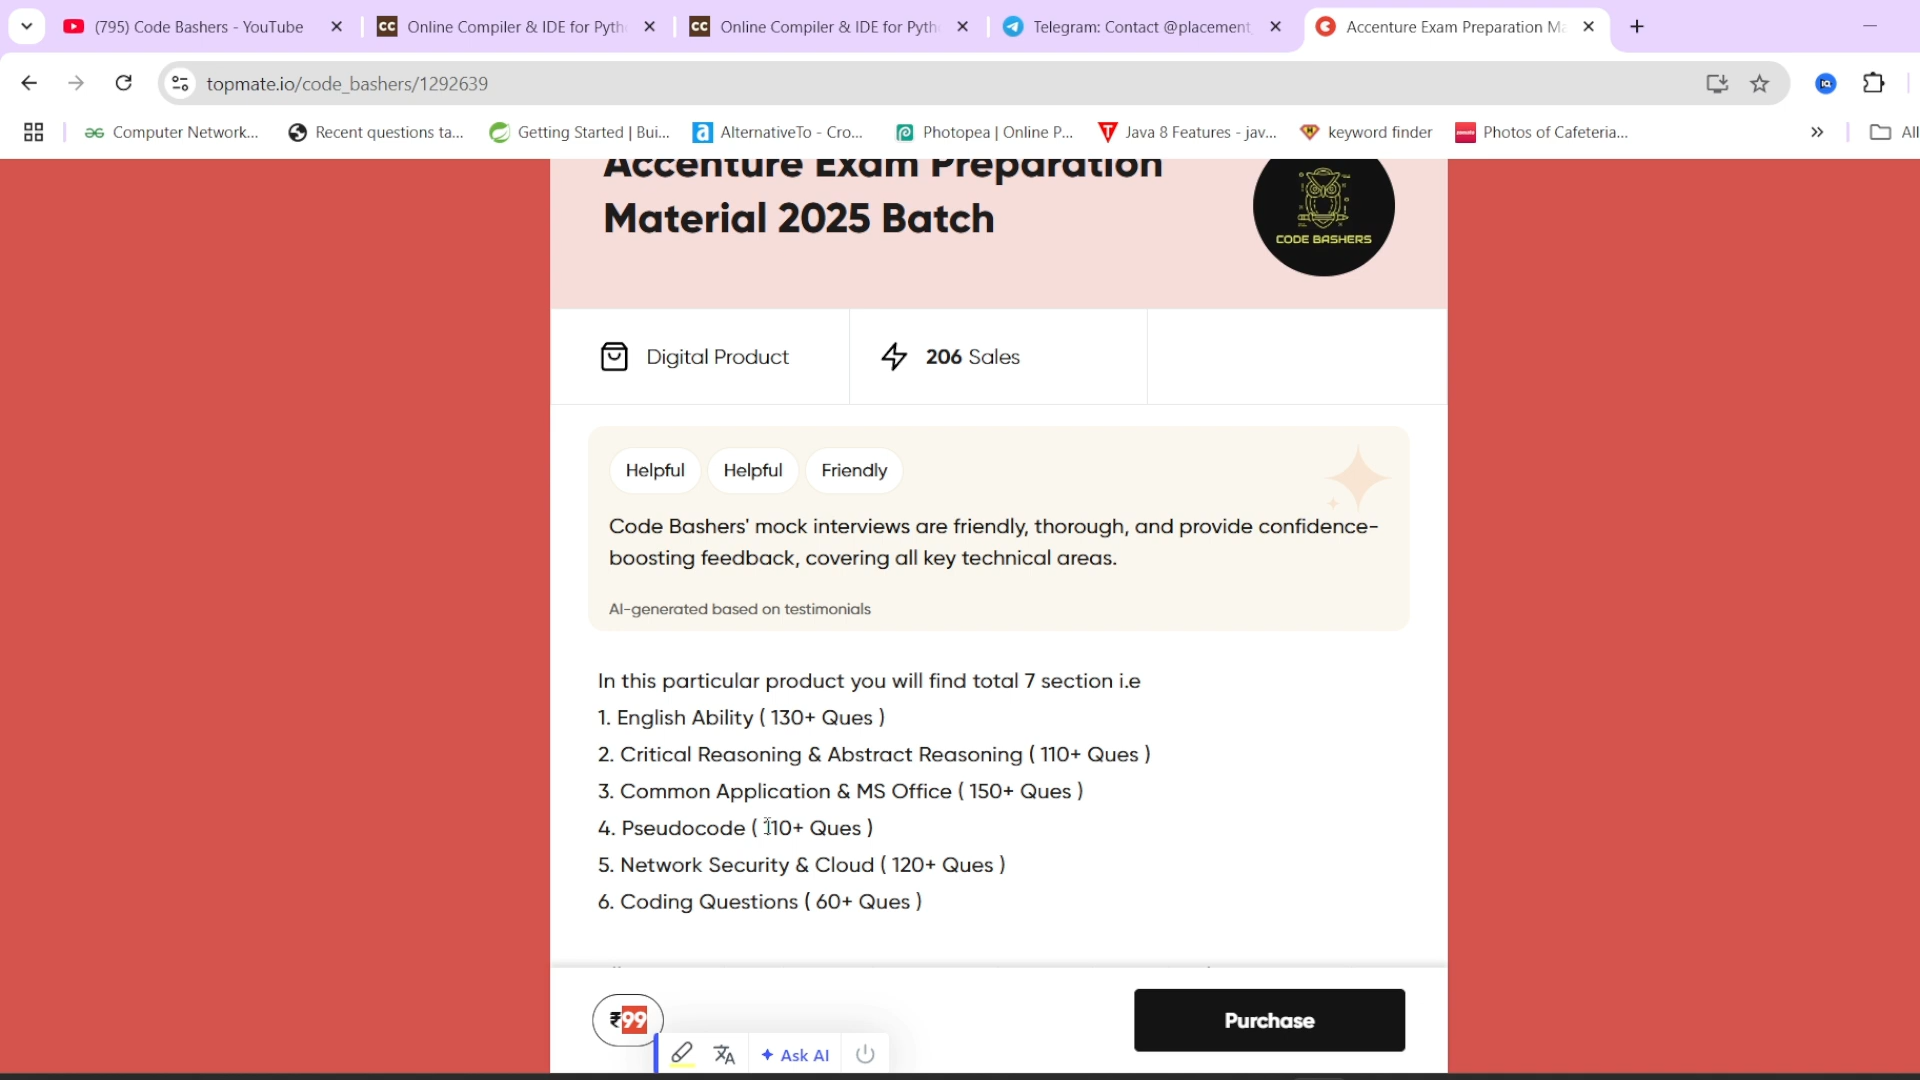 (795) Code Bashers - YouTube
Online Compiler & IDE for Pyth
Online Compiler & IDE for Pyth
Telegram: Contact @placement
Accenture Exam Preparation Ma
topmate.io/code_bashers/1292639
Computer Network...
Recent questions ta...
Getting Started | Bui...
AlternativeTo - Cro...
Photopea | Online P...
Java 8 Features - jav...
keyword finder
Photos of Cafeteria...
All
Accenture Exam Preparation
Material 2025 Batch
CODE BASHERS
Digital Product
206 Sales
Helpful
Helpful
Friendly
Code Bashers' mock interviews are friendly, thorough, and provide confidence-
boosting feedback, covering all key technical areas.
AI-generated based on testimonials
In this particular product you will find total 7 section i.e
1. English Ability ( 130+ Ques )
2. Critical Reasoning & Abstract Reasoning ( 110+ Ques )
3. Common Application & MS Office ( 150+ Ques )
4. Pseudocode ( 110+ Ques )
5. Network Security & Cloud ( 120+ Ques )
6. Coding Questions ( 60+ Ques )
₹99
Purchase
Ask AI